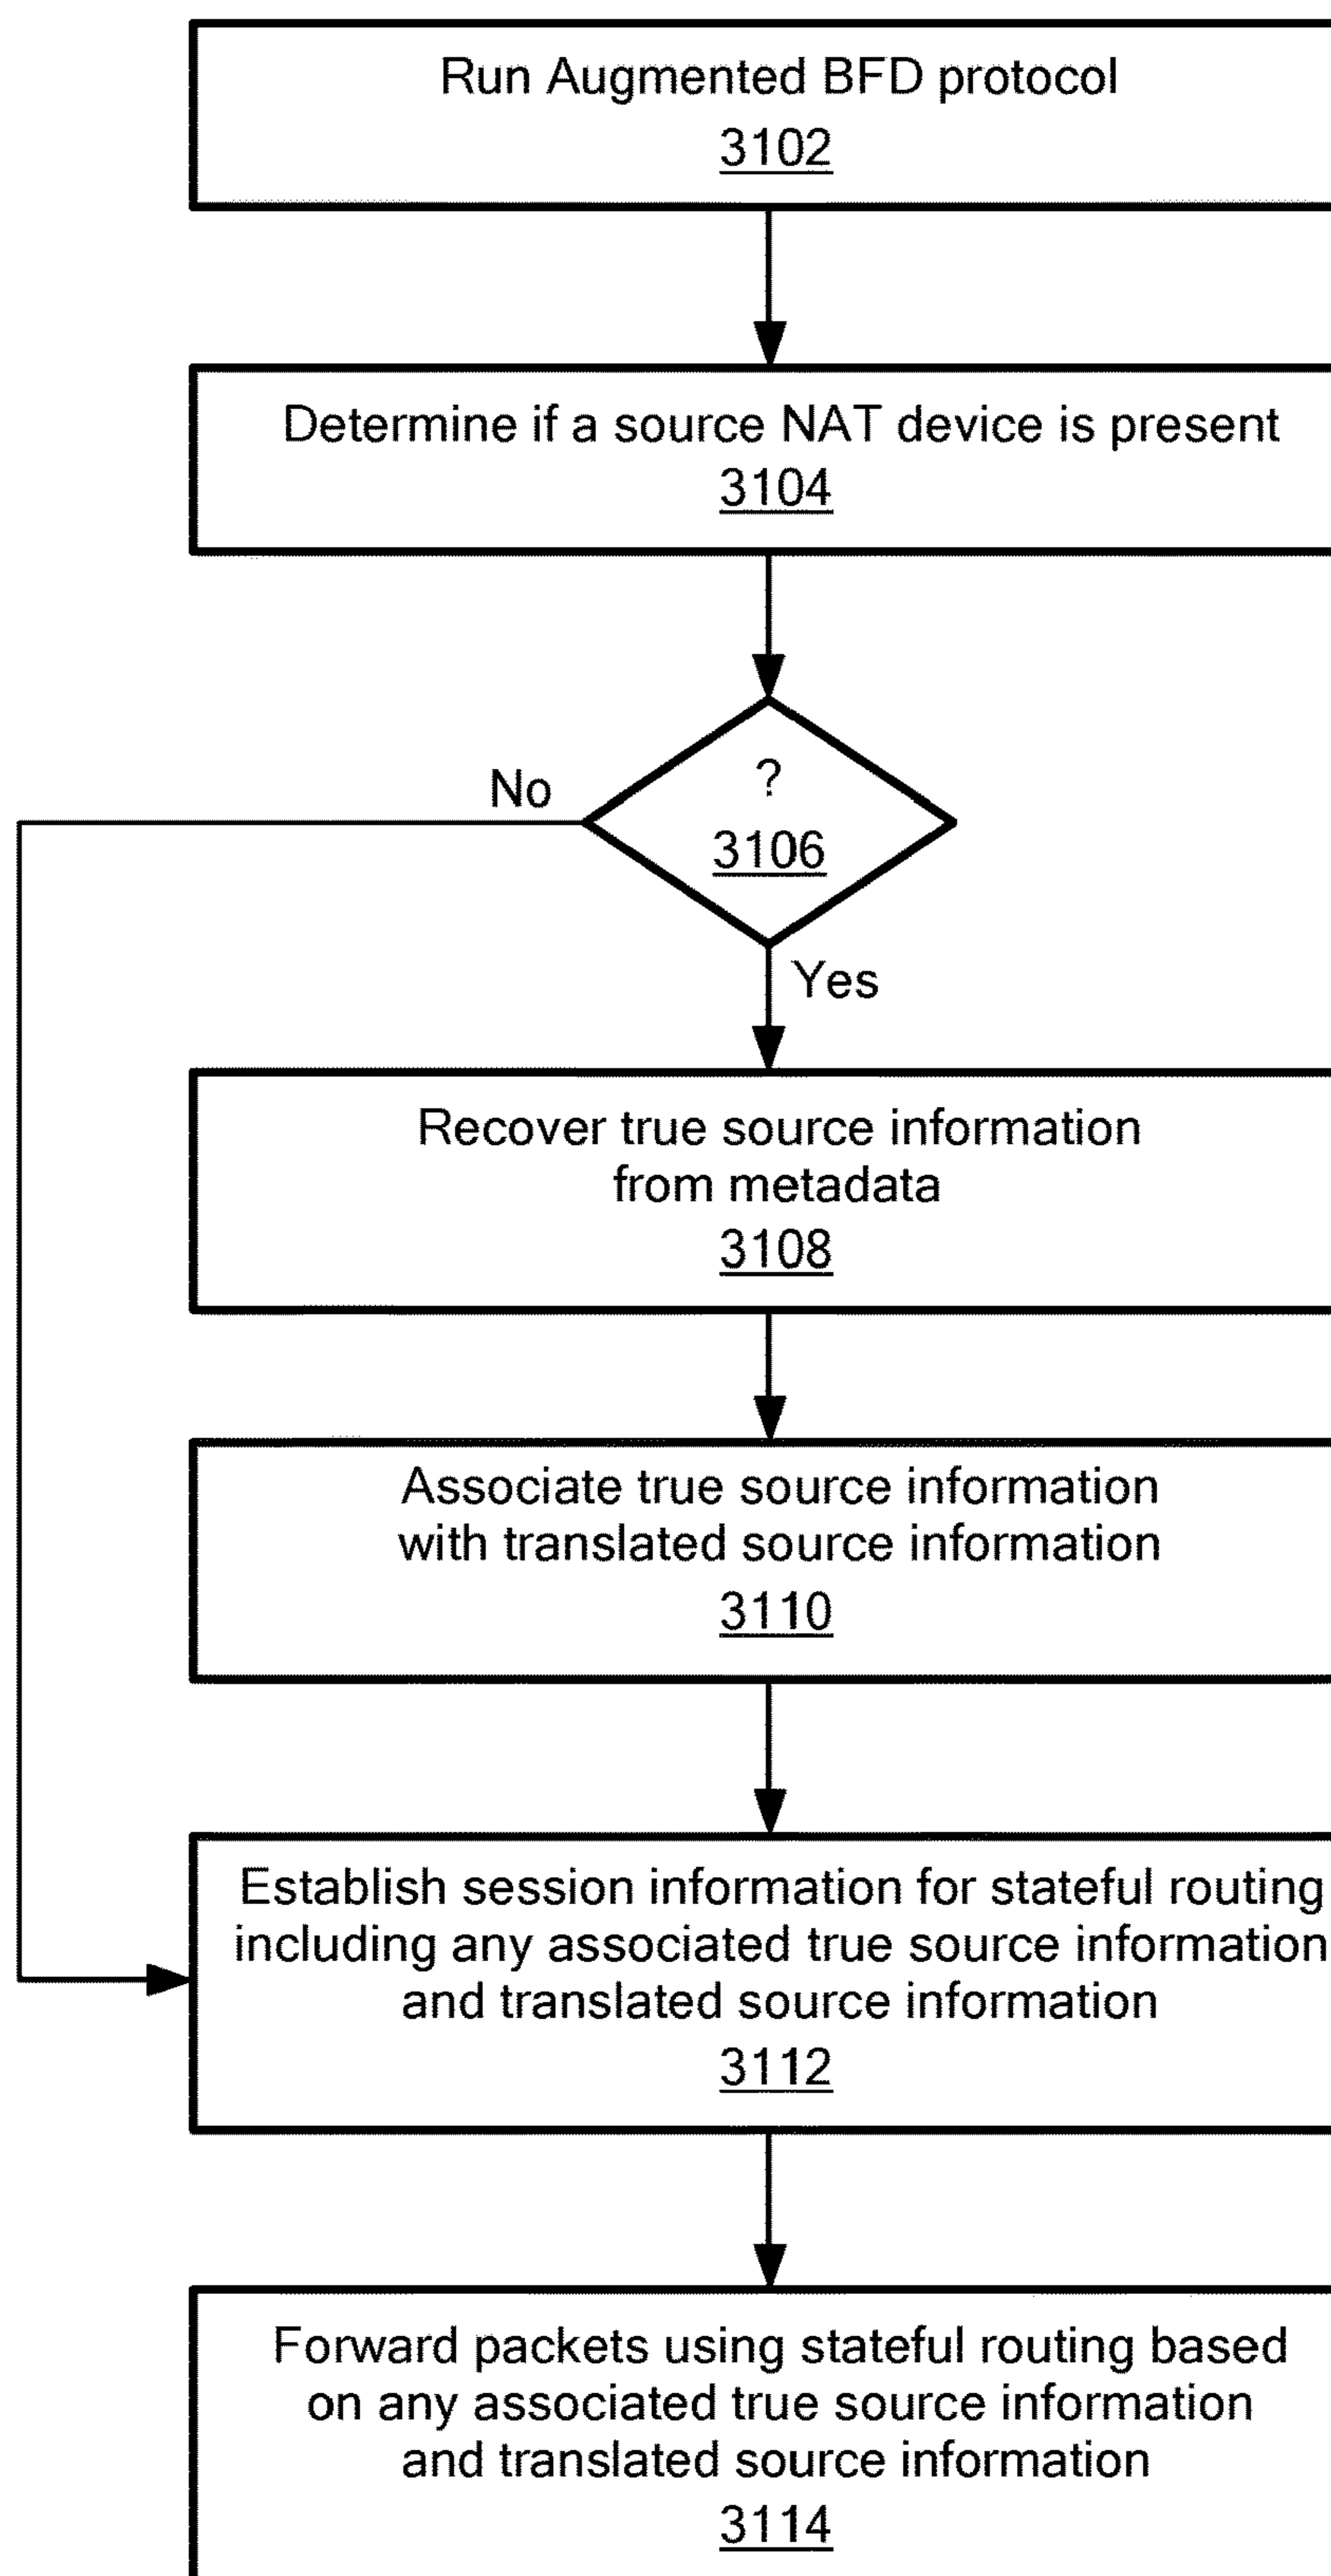 Run Augmented BFD protocol
3102
Determine if a source NAT device is present
3104
?
No
3106
Yes
Recover true source information
from metadata
3108
Associate true source information
with translated source information
3110
Establish session information for stateful routing
including any associated true source information
and translated source information
3112
Forward packets using stateful routing based
on any associated true source information
and translated source information
3114